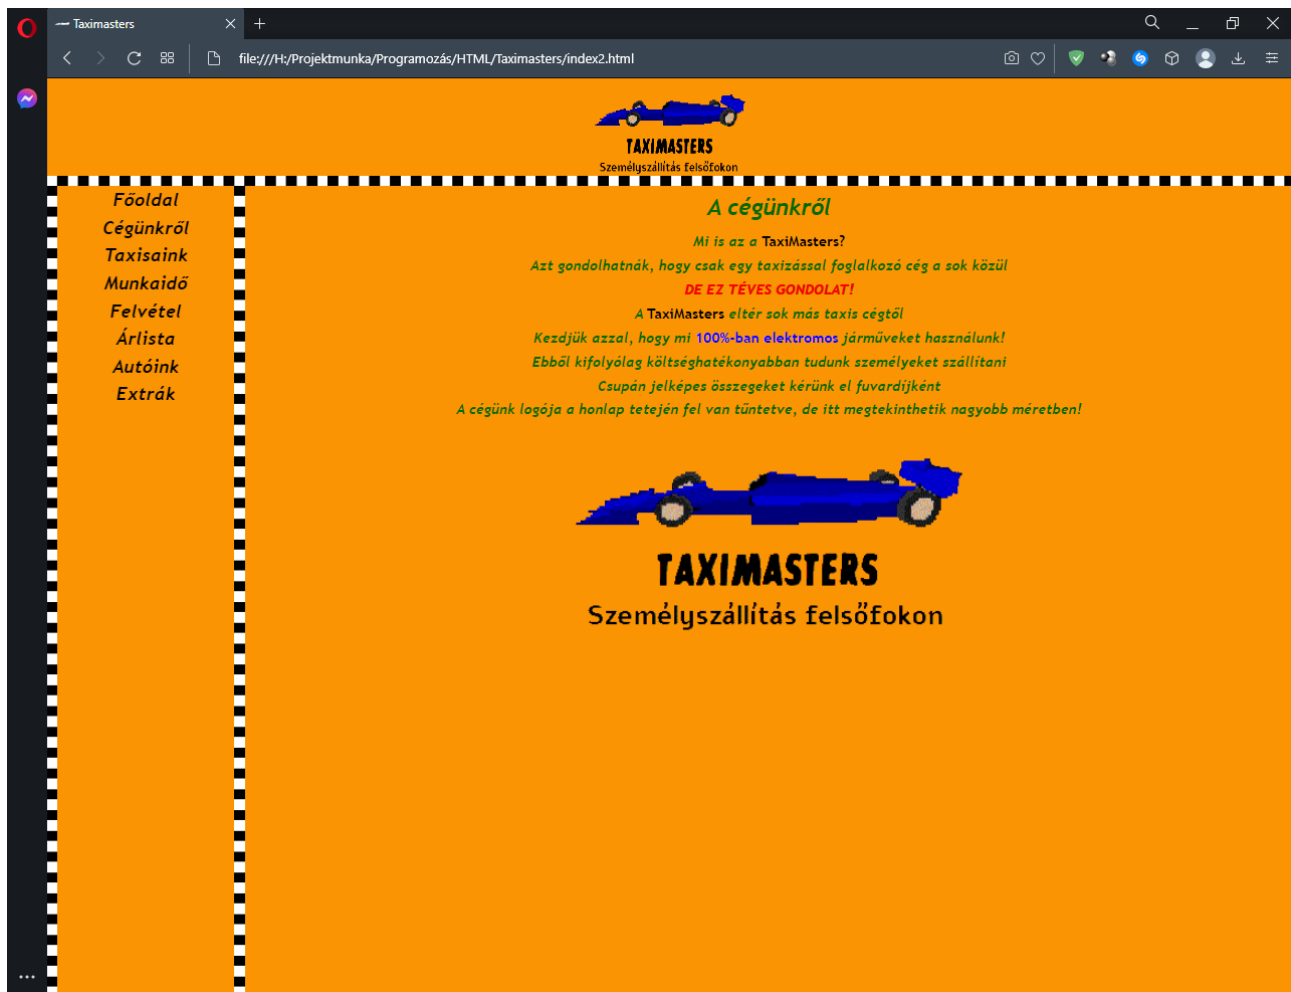 Taximasters
file:///H:/Projektmunka/Programozás/HTML/Taximasters/index2.html
TAXIMASTERS
Személyszállítás felsőfokon
Főoldal
Cégünkről
Taxisaink
Munkaidő
Felvétel
Árlista
Autóink
Extrák
A cégünkről
Mi is az a TaxiMasters?
Azt gondolhatnák, hogy csak egy taxizással foglalkozó cég a sok közül
DE EZ TÉVES GONDOLAT!
A TaxiMasters eltér sok más taxis cégtől
Kezdjük azzal, hogy mi 100%-ban elektromos járműveket használunk!
Ebből kifolyólag költséghatékonyabban tudunk személyeket szállítani
Csupán jelképes összegeket kérünk el fuvardíjként
A cégünk logója a honlap tetején fel van tűntetve, de itt megtekinthetik nagyobb méretben!
TAXIMASTERS
Személyszállítás felsőfokon